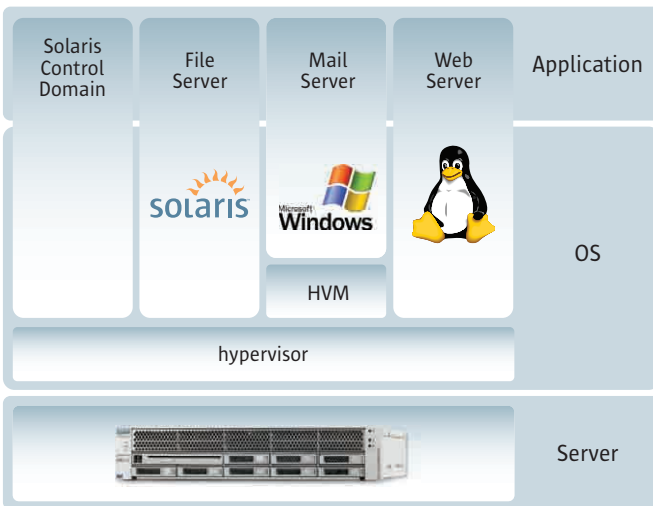 Solaris
Control
Domain
File
Server
Mail
Server
Web
Server
Application
solaris
Microsoft
Windows
OS
HVM
hypervisor
Server